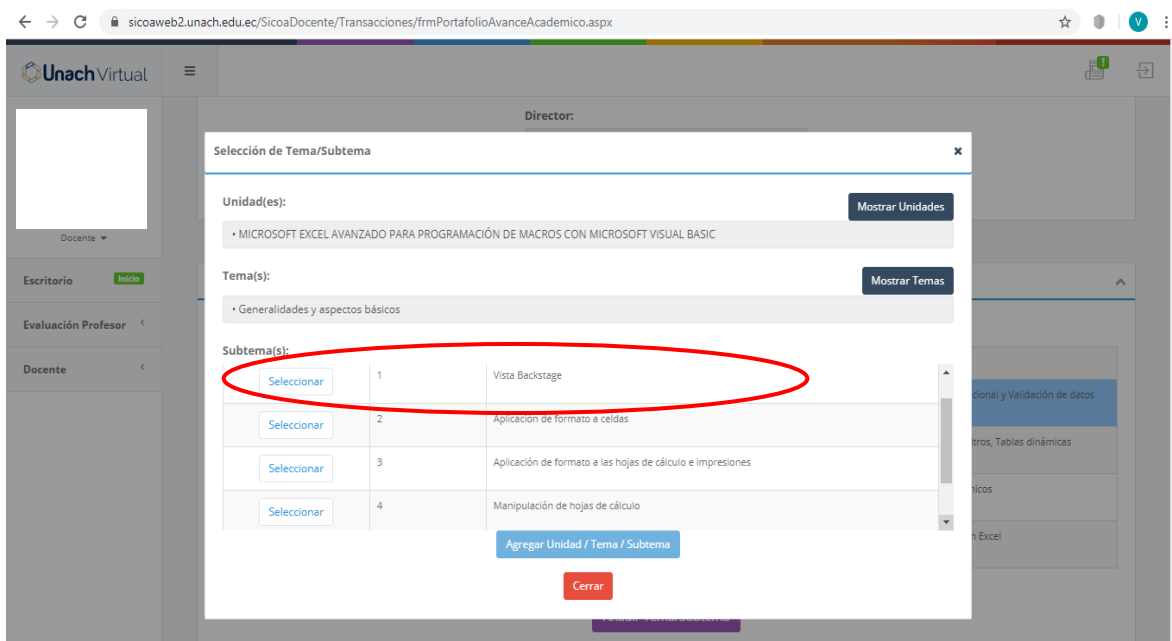 sicoaweb2.unach.edu.ec/SicoaDocente/Transacciones/frmPortafolioAvanceAcademico.aspx
V
Unach Virtual
!
Director:
Docente
Escritorio Inicio
Evaluación Profesor
Docente
Selección de Tema/Subtema
Unidad(es):
Mostrar Unidades
• MICROSOFT EXCEL AVANZADO PARA PROGRAMACIÓN DE MACROS CON MICROSOFT VISUAL BASIC
Tema(s):
Mostrar Temas
• Generalidades y aspectos básicos
Subtema(s):
Seleccionar 1 Vista Backstage
Seleccionar 2 Aplicación de formato a celdas
Seleccionar 3 Aplicación de formato a las hojas de cálculo e impresiones
Seleccionar 4 Manipulación de hojas de cálculo
Agregar Unidad / Tema / Subtema
Cerrar
cional y Validación de datos
ltros, Tablas dinámicas
nicos
n Excel
Añadir Tema/Subtema